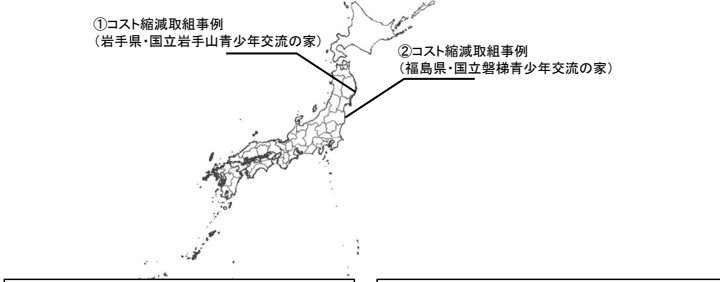 ①コスト縮減取組事例
（岩手県・国立岩手山青少年交流の家）
②コスト縮減取組事例
（福島県・国立磐梯青少年交流の家）